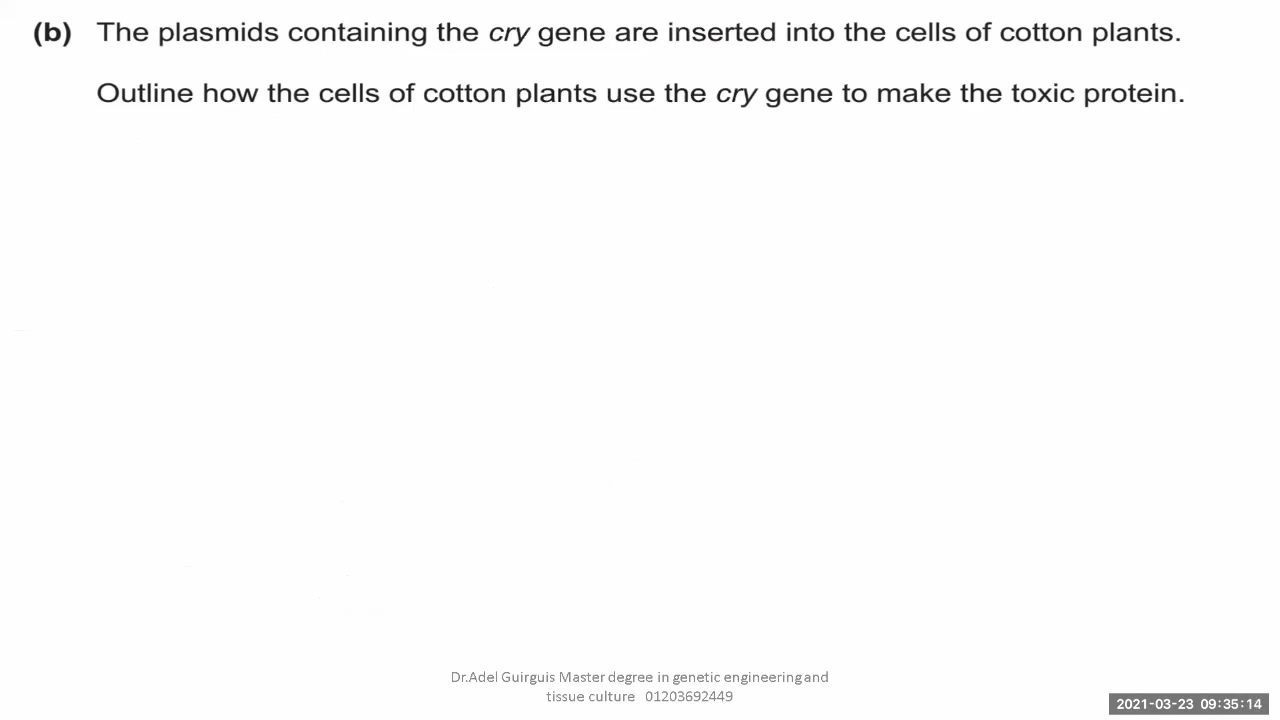 (b) The plasmids containing the cry gene are inserted into the cells of cotton plants.
Outline how the cells of cotton plants use the cry gene to make the toxic protein.
Dr.Adel Guirguis Master degree in genetic engineering and
tissue culture 01203692449
2021-03-23 09:35:14